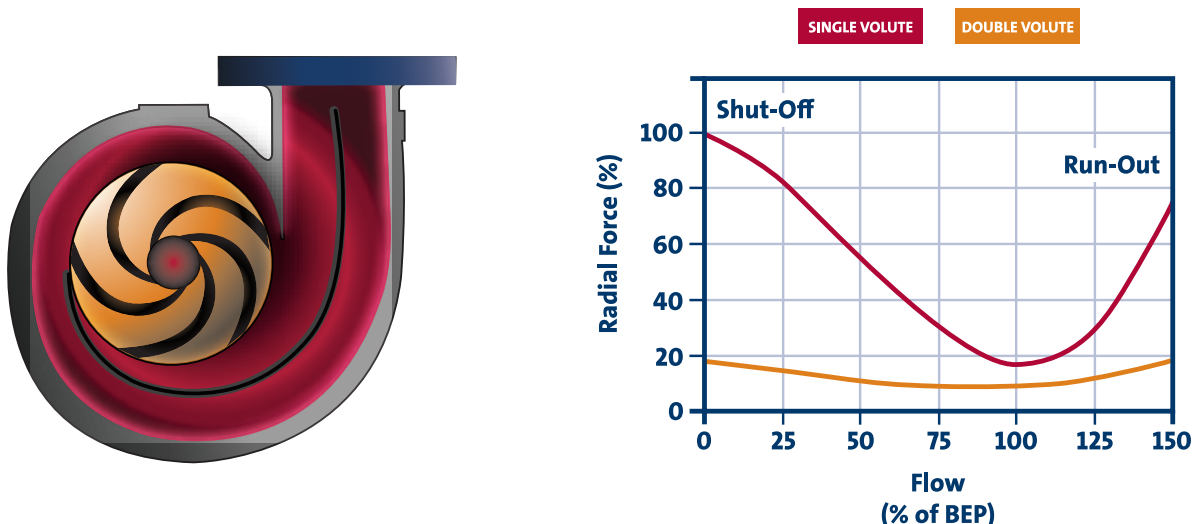 SINGLE VOLUTE
DOUBLE VOLUTE
Shut-Off
Run-Out
Radial Force (%)
100
80
60
40
20
0
0 25 50 75 100 125 150
Flow
(% of BEP)